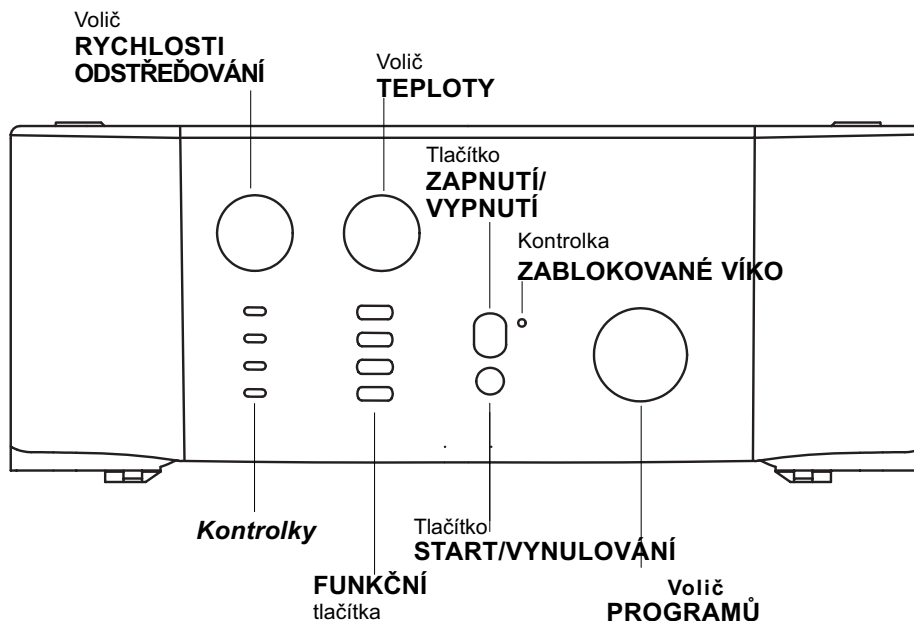 Volič
RYCHLOSTI
ODSTŘEĎOVÁNÍ
Volič
TEPLOTY
Tlačítko
ZAPNUTÍ/
VYPNUTÍ
Kontrolka
ZABLOKOVANÉ VÍKO
Kontrolky
FUNKČNÍ
tlačítka
Tlačítko
START/VYNULOVÁNÍ
Volič
PROGRAMŮ